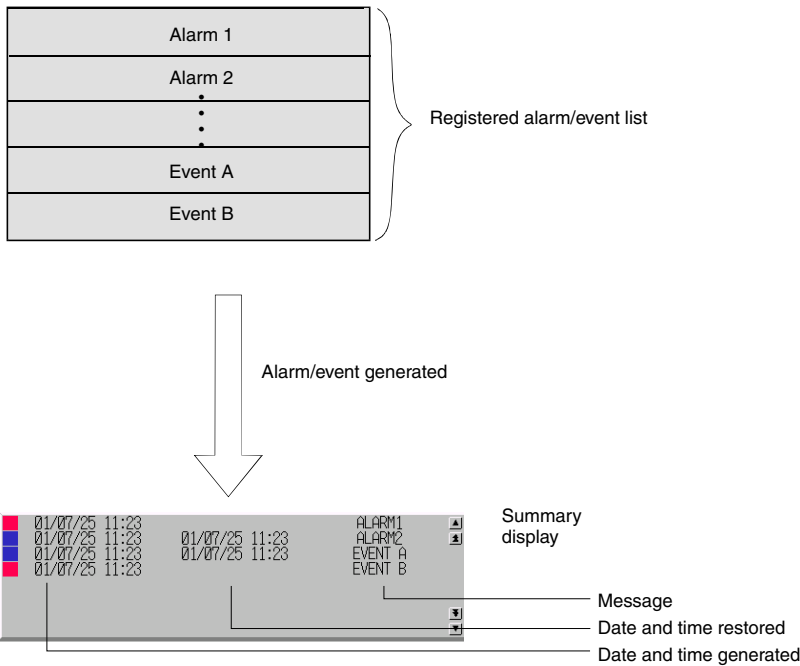 Alarm 1
Alarm 2
Registered alarm/event list
Event A
Event B
Alarm/event generated
01/07/25 11:23 ALARM1
01/07/25 11:23 01/07/25 11:23 ALARM2
01/07/25 11:23 01/07/25 11:23 EVENT A
01/07/25 11:23 EVENT B
Summary
display
Message
Date and time restored
Date and time generated